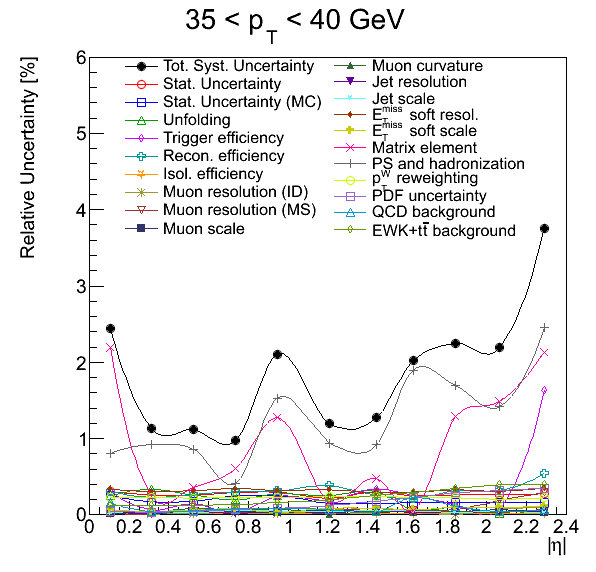 35 < p_T < 40 GeV
Relative Uncertainty [%]
6
5
4
3
2
1
0
Tot. Syst. Uncertainty
Stat. Uncertainty
Stat. Uncertainty (MC)
Unfolding
Trigger efficiency
Recon. efficiency
Isol. efficiency
Muon resolution (ID)
Muon resolution (MS)
Muon scale
Muon curvature
Jet resolution
Jet scale
E_T^miss soft resol.
E_T^miss soft scale
Matrix element
PS and hadronization
p_T^W reweighting
PDF uncertainty
QCD background
EWK+tt̄ background
0 0.2 0.4 0.6 0.8 1 1.2 1.4 1.6 1.8 2 2.2 2.4
|η|